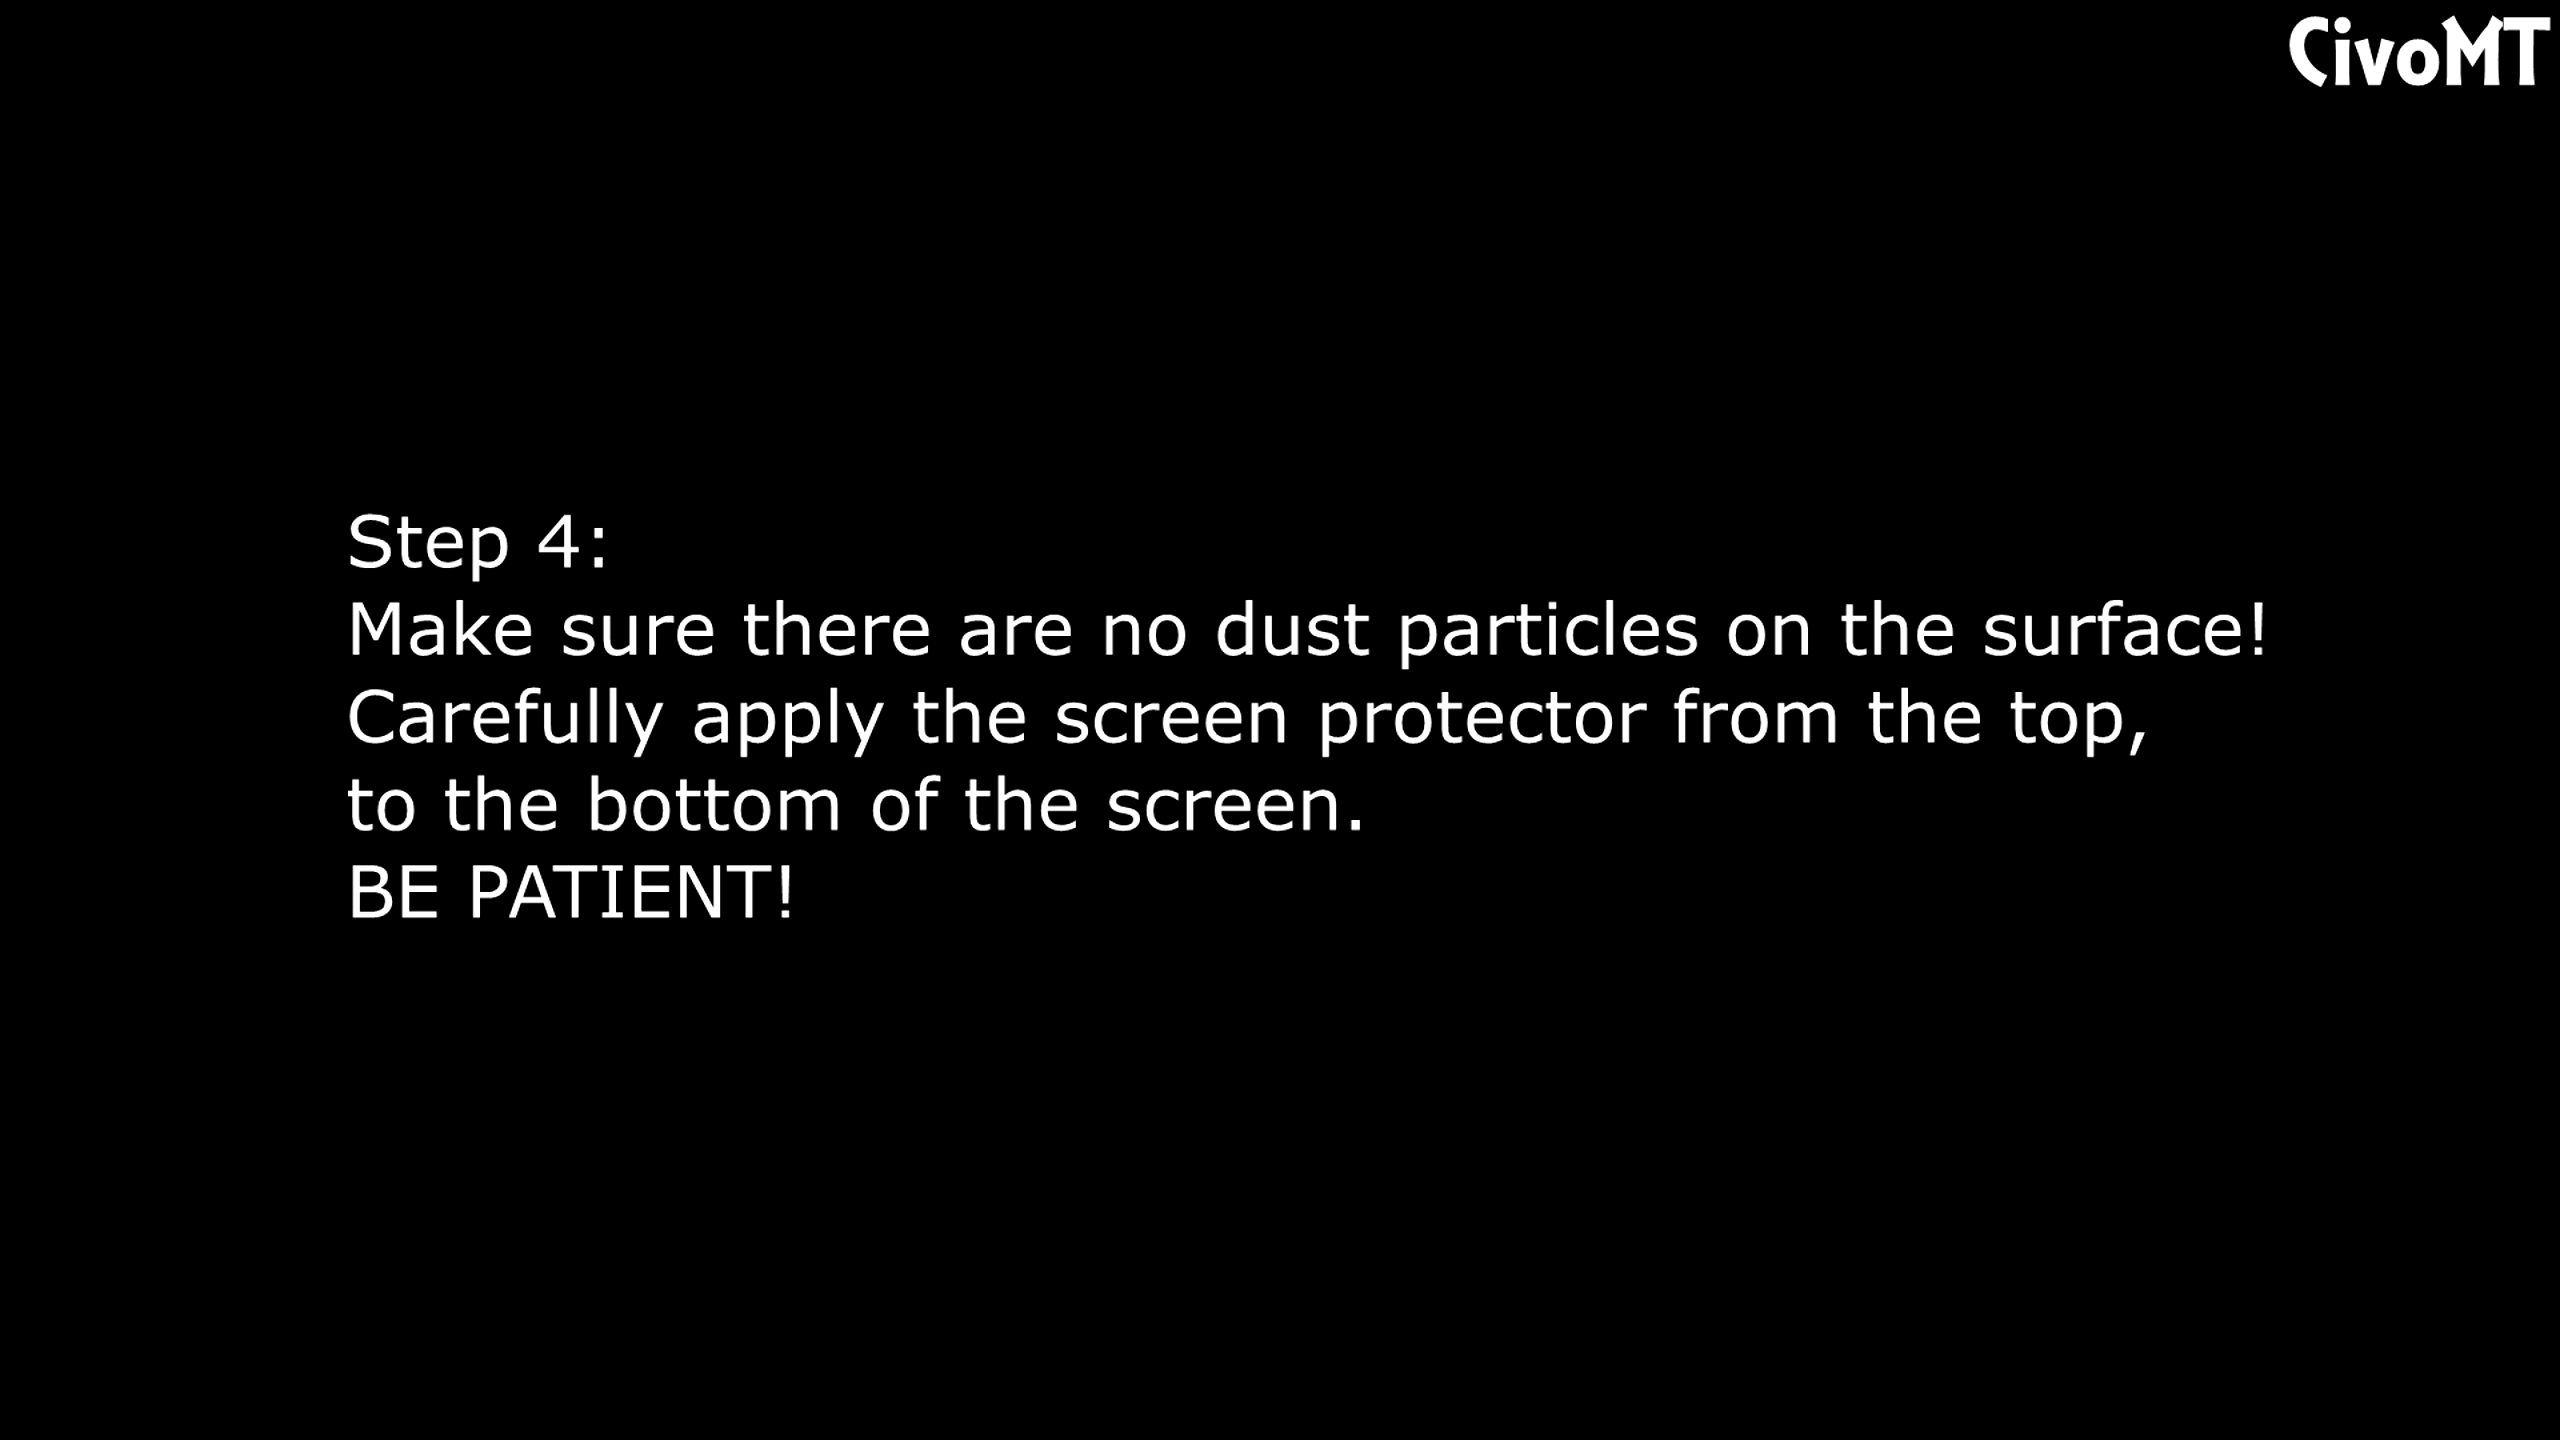 CivoMT
Step 4:
Make sure there are no dust particles on the surface!
Carefully apply the screen protector from the top,
to the bottom of the screen.
BE PATIENT!